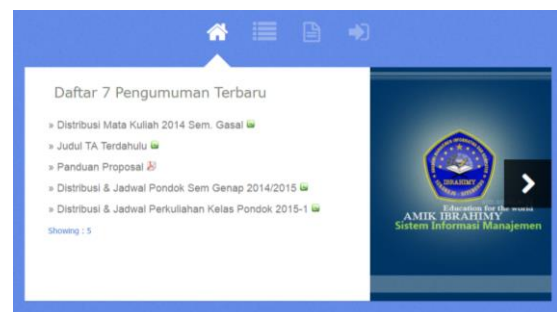 Daftar 7 Pengumuman Terbaru
» Distribusi Mata Kuliah 2014 Sem. Gasal
» Judul TA Terdahulu
» Panduan Proposal
» Distribusi & Jadwal Pondok Sem Genap 2014/2015
» Distribusi & Jadwal Perkuliahan Kelas Pondok 2015-1
Showing : 5
IBRAHIMY
Education for the world
AMIK IBRAHIMY
Sistem Informasi Manajemen